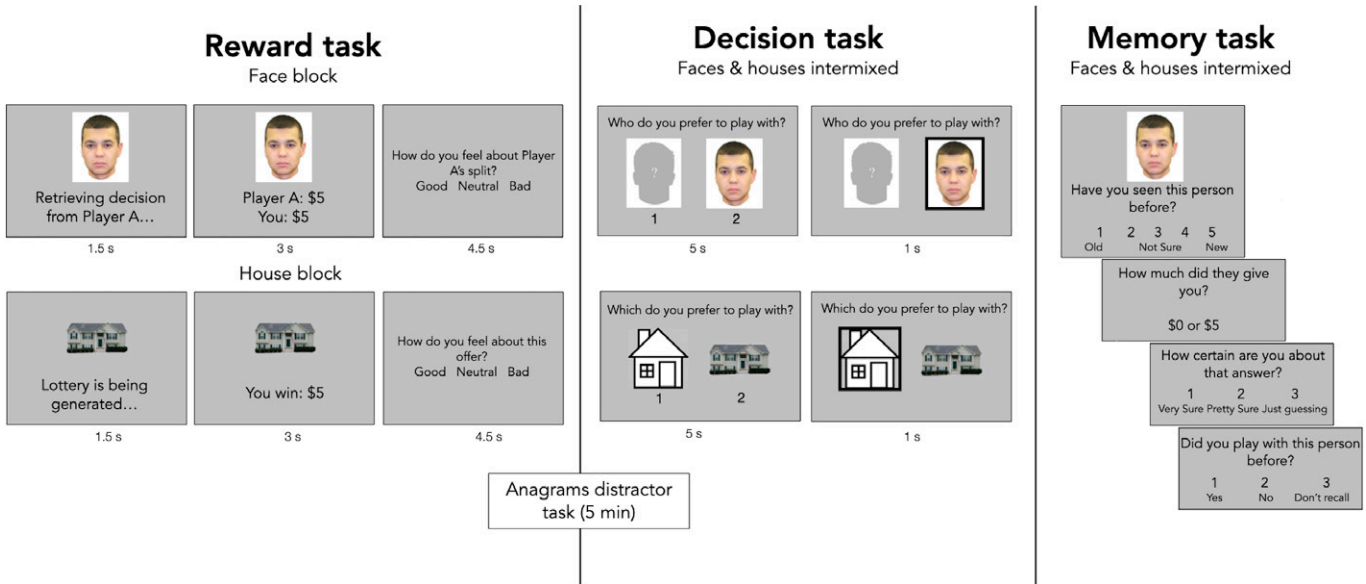 Reward task
Face block
Retrieving decision
from Player A...
1.5 s
Player A: $5
You: $5
3 s
How do you feel about Player
A's split?
Good Neutral Bad
4.5 s
House block
Lottery is being
generated...
1.5 s
You win: $5
3 s
How do you feel about this
offer?
Good Neutral Bad
4.5 s
Anagrams distractor
task (5 min)
Decision task
Faces & houses intermixed
Who do you prefer to play with?
?
1 2
5 s
Who do you prefer to play with?
?
1 s
Which do you prefer to play with?
1 2
5 s
Which do you prefer to play with?
1 s
Memory task
Faces & houses intermixed
Have you seen this person
before?
1 2 3 4 5
Old Not Sure New
How much did they give
you?
$0 or $5
How certain are you about
that answer?
1 2 3
Very Sure Pretty Sure Just guessing
Did you play with this person
before?
1 2 3
Yes No Don't recall